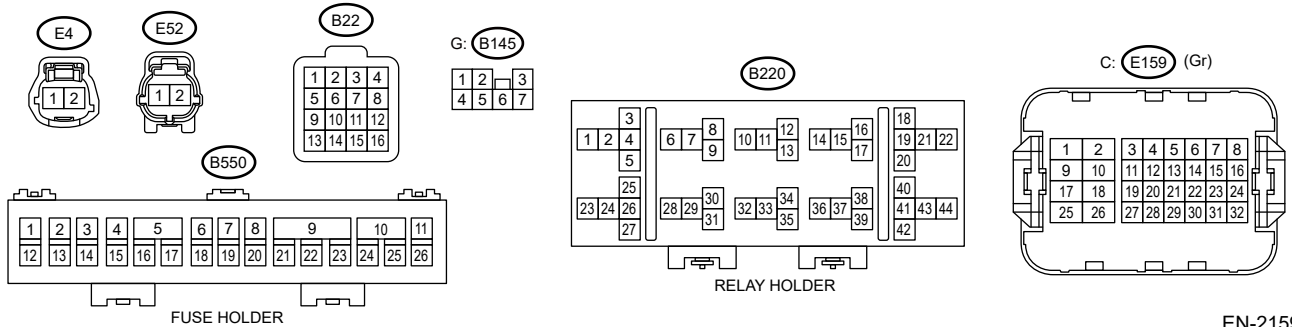 E4
1 2
E52
1 2
B22
1 2 3 4
5 6 7 8
9 10 11 12
13 14 15 16
G: B145
1 2 3
4 5 6 7
B220
3 8 12 16 18
1 2 4 6 7 10 11 14 15 19 21 22
5 9 13 17 20
25 30 34 38 40
23 24 26 28 29 32 33 36 37 41 43 44
27 31 35 39 42
RELAY HOLDER
C: E159 (Gr)
1 2 3 4 5 6 7 8
9 10 11 12 13 14 15 16
17 18 19 20 21 22 23 24
25 26 27 28 29 30 31 32
B550
1 2 3 4 5 6 7 8 9 10 11
12 13 14 15 16 17 18 19 20 21 22 23 24 25 26
FUSE HOLDER